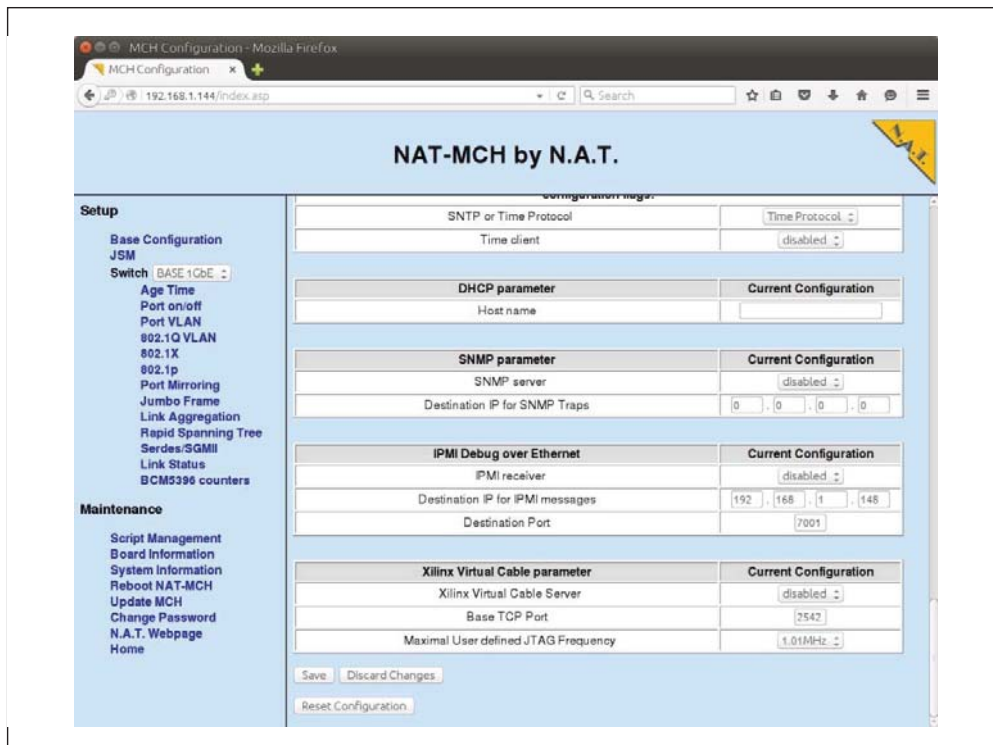 MCH Configuration - Mozilla Firefox
MCH Configuration
192.168.1.144/index.asp
Search
NAT-MCH by N.A.T.
N.A.T.
Setup
Base Configuration
JSM
Switch BASE 1GbE
Age Time
Port on/off
Port VLAN
802.1Q VLAN
802.1X
802.1p
Port Mirroring
Jumbo Frame
Link Aggregation
Rapid Spanning Tree
Serdes/SGMII
Link Status
BCM5396 counters
Maintenance
Script Management
Board Information
System Information
Reboot NAT-MCH
Update MCH
Change Password
N.A.T. Webpage
Home
configuration flags:
SNTP or Time Protocol Time Protocol
Time client disabled
DHCP parameter Current Configuration
Host name
SNMP parameter Current Configuration
SNMP server disabled
Destination IP for SNMP Traps 0 . 0 . 0 . 0
IPMI Debug over Ethernet Current Configuration
IPMI receiver disabled
Destination IP for IPMI messages 192 . 168 . 1 . 148
Destination Port 7001
Xilinx Virtual Cable parameter Current Configuration
Xilinx Virtual Cable Server disabled
Base TCP Port 2542
Maximal User defined JTAG Frequency 1.01MHz
Save Discard Changes
Reset Configuration